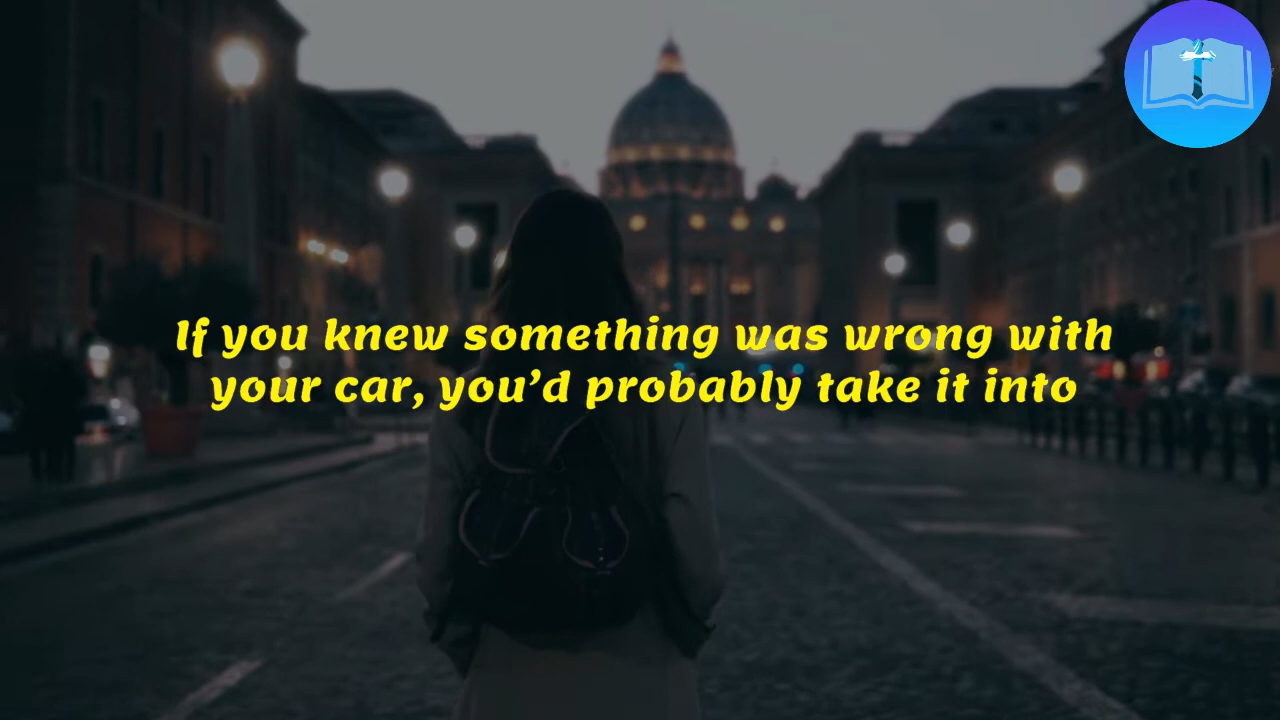 If you knew something was wrong with
your car, you’d probably take it into